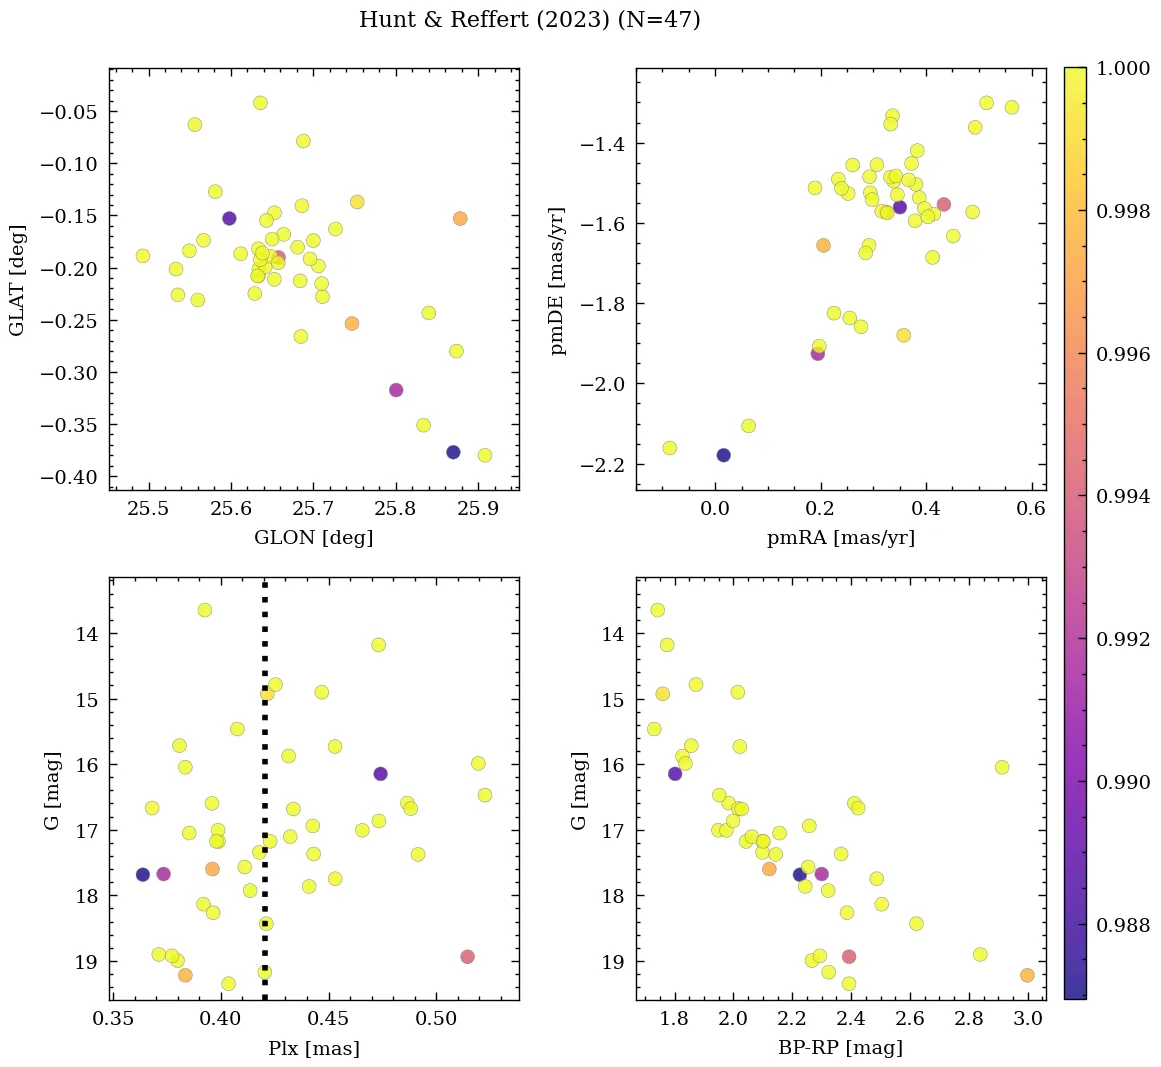 Hunt & Reffert (2023) (N=47)
−0.05
−0.10
−0.15
−0.20
−0.25
−0.30
−0.35
−0.40
GLAT [deg]
25.5 25.6 25.7 25.8 25.9
GLON [deg]
−1.4
−1.6
−1.8
−2.0
−2.2
pmDE [mas/yr]
0.0 0.2 0.4 0.6
pmRA [mas/yr]
14
15
16
17
18
19
G [mag]
0.35 0.40 0.45 0.50
Plx [mas]
14
15
16
17
18
19
G [mag]
1.8 2.0 2.2 2.4 2.6 2.8 3.0
BP-RP [mag]
1.000
0.998
0.996
0.994
0.992
0.990
0.988